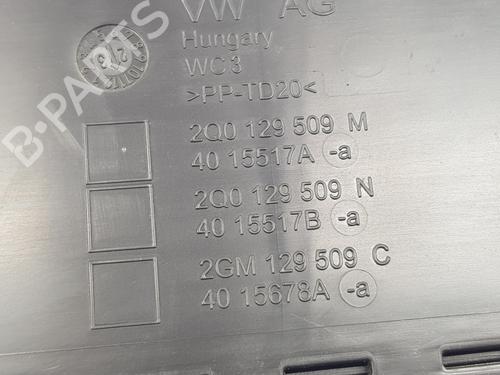 VW AG
Hungary
WC3
>PP-TD20<
2Q0 129 509 M
40 15517A -a
2Q0 129 509 N
40 15517B -a
2GM 129 509 C
40 15678A -a
B-PARTS